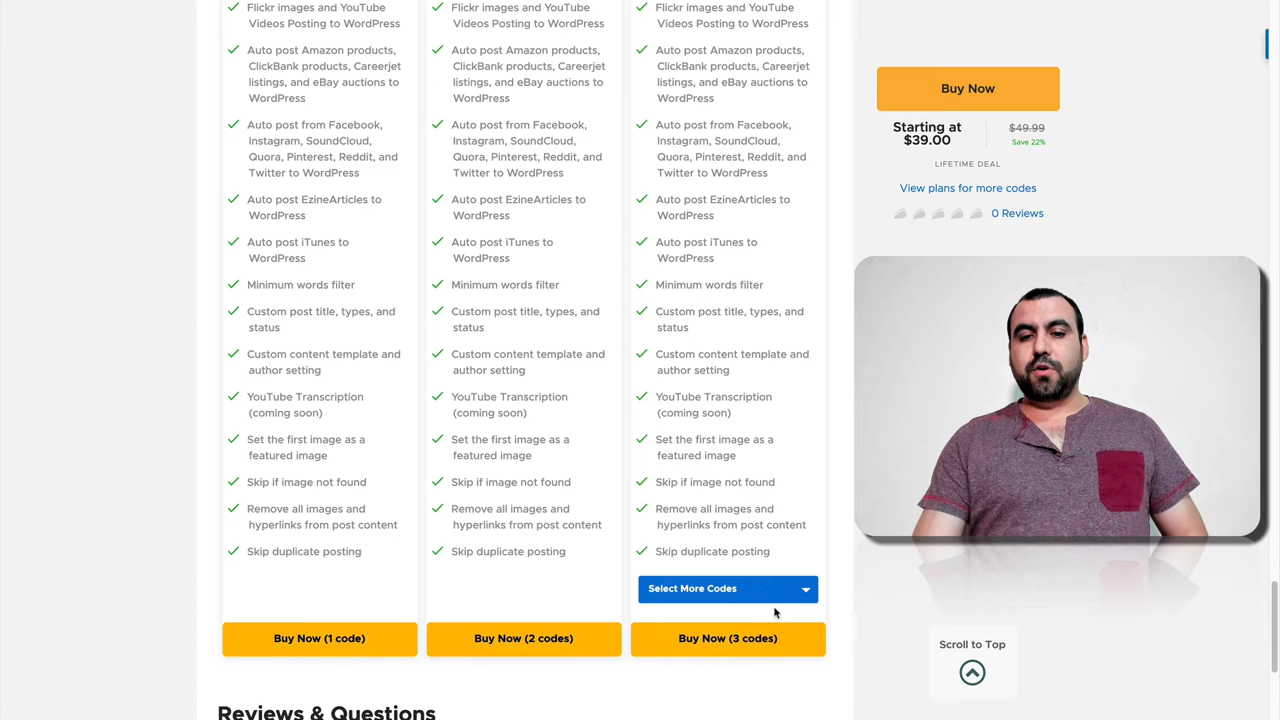 Flickr images and YouTube
Videos Posting to WordPress
Auto post Amazon products,
ClickBank products, Careerjet
listings, and eBay auctions to
WordPress
Auto post from Facebook,
Instagram, SoundCloud,
Quora, Pinterest, Reddit, and
Twitter to WordPress
Auto post EzineArticles to
WordPress
Auto post iTunes to
WordPress
Minimum words filter
Custom post title, types, and
status
Custom content template and
author setting
YouTube Transcription
(coming soon)
Set the first image as a
featured image
Skip if image not found
Remove all images and
hyperlinks from post content
Skip duplicate posting
Buy Now (1 code)
Flickr images and YouTube
Videos Posting to WordPress
Auto post Amazon products,
ClickBank products, Careerjet
listings, and eBay auctions to
WordPress
Auto post from Facebook,
Instagram, SoundCloud,
Quora, Pinterest, Reddit, and
Twitter to WordPress
Auto post EzineArticles to
WordPress
Auto post iTunes to
WordPress
Minimum words filter
Custom post title, types, and
status
Custom content template and
author setting
YouTube Transcription
(coming soon)
Set the first image as a
featured image
Skip if image not found
Remove all images and
hyperlinks from post content
Skip duplicate posting
Buy Now (2 codes)
Flickr images and YouTube
Videos Posting to WordPress
Auto post Amazon products,
ClickBank products, Careerjet
listings, and eBay auctions to
WordPress
Auto post from Facebook,
Instagram, SoundCloud,
Quora, Pinterest, Reddit, and
Twitter to WordPress
Auto post EzineArticles to
WordPress
Auto post iTunes to
WordPress
Minimum words filter
Custom post title, types, and
status
Custom content template and
author setting
YouTube Transcription
(coming soon)
Set the first image as a
featured image
Skip if image not found
Remove all images and
hyperlinks from post content
Skip duplicate posting
Select More Codes
Buy Now (3 codes)
Reviews & Questions
Buy Now
Starting at
$39.00
$49.99
Save 22%
LIFETIME DEAL
View plans for more codes
0 Reviews
Scroll to Top